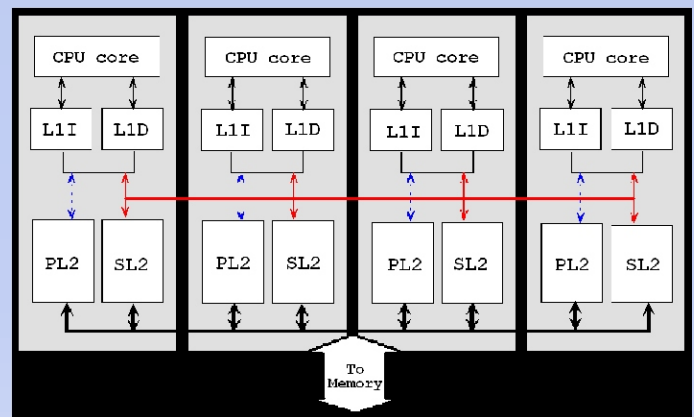 CPU core
CPU core
CPU core
CPU core
L1I L1D
L1I L1D
L1I L1D
L1I L1D
PL2 SL2
PL2 SL2
PL2 SL2
PL2 SL2
To
Memory